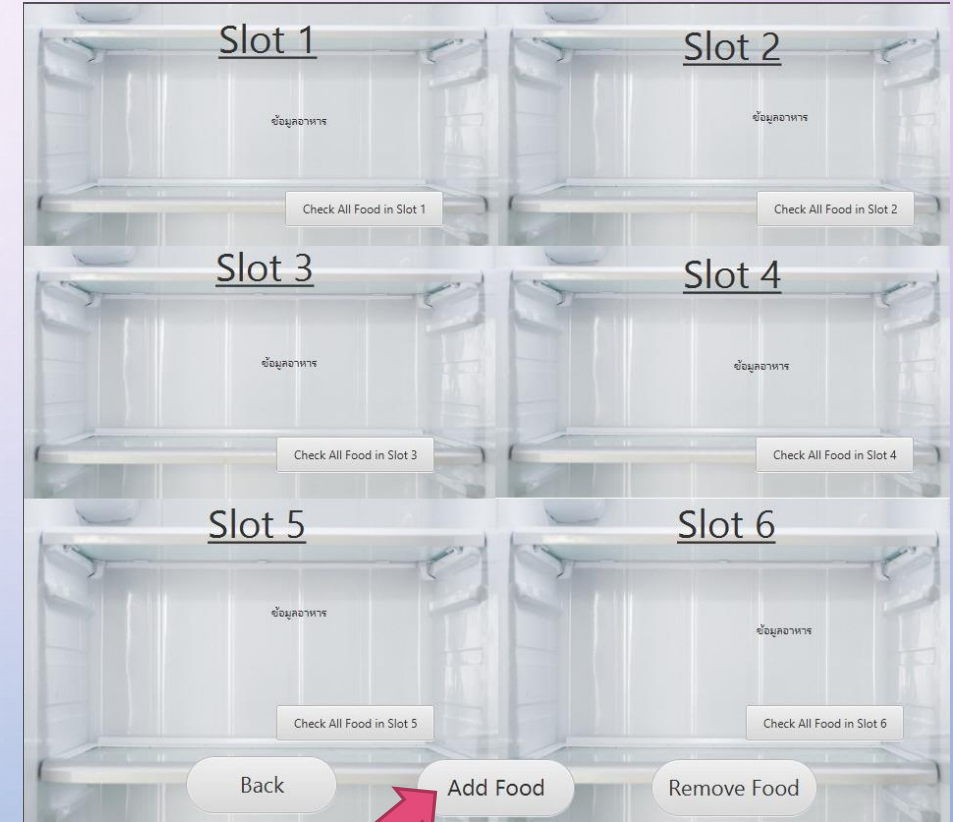 Slot 1
Slot 2
ข้อมูลอาหาร
ข้อมูลอาหาร
Check All Food in Slot 1
Check All Food in Slot 2
Slot 3
Slot 4
ข้อมูลอาหาร
ข้อมูลอาหาร
Check All Food in Slot 3
Check All Food in Slot 4
Slot 5
Slot 6
ข้อมูลอาหาร
ข้อมูลอาหาร
Check All Food in Slot 5
Check All Food in Slot 6
Back
Add Food
Remove Food